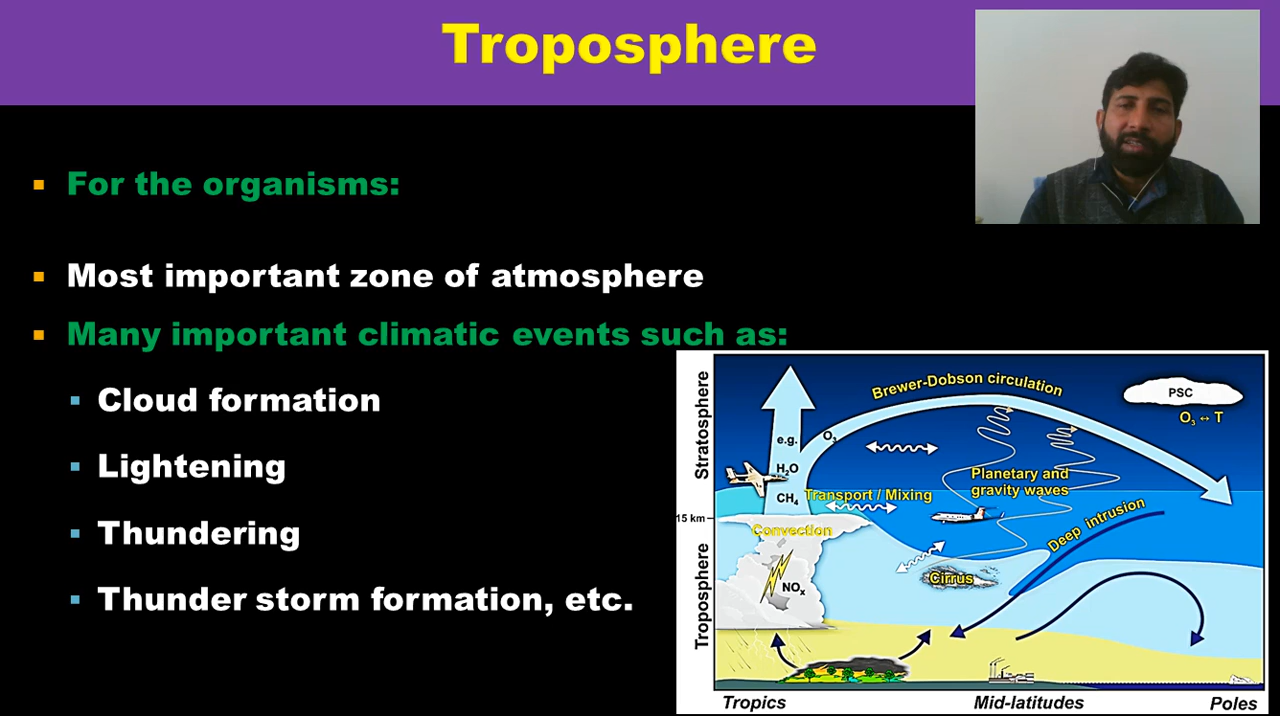 Troposphere
For the organisms:
Most important zone of atmosphere
Many important climatic events such as:
Cloud formation
Lightening
Thundering
Thunder storm formation, etc.
Stratosphere
Troposphere
15 km
Brewer-Dobson circulation
PSC
O₃ ↔ T
e.g.
O₃
H₂O
CH₄
Transport / Mixing
Planetary and
gravity waves
Convection
Deep intrusion
Cirrus
NOₓ
Tropics
Mid-latitudes
Poles